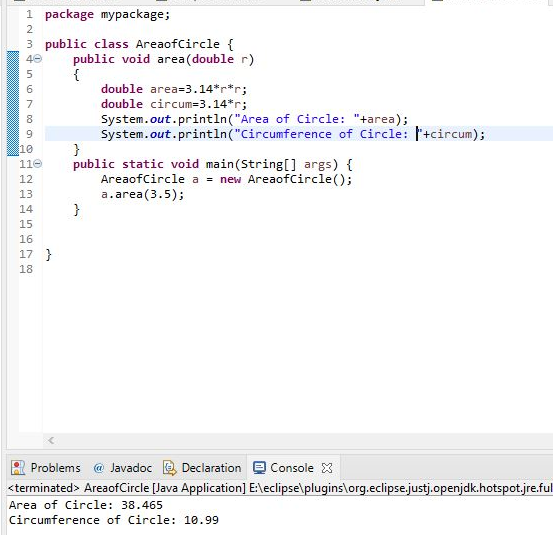 1 package mypackage;
2
3 public class AreaofCircle {
4 public void area(double r)
5 {
6 double area=3.14*r*r;
7 double circum=3.14*r;
8 System.out.println("Area of Circle: "+area);
9 System.out.println("Circumference of Circle: "+circum);
10 }
11 public static void main(String[] args) {
12 AreaofCircle a = new AreaofCircle();
13 a.area(3.5);
14 }
15
16
17 }
18
Problems @ Javadoc Declaration Console
<terminated> AreaofCircle [Java Application] E:\eclipse\plugins\org.eclipse.justj.openjdk.hotspot.jre.ful
Area of Circle: 38.465
Circumference of Circle: 10.99